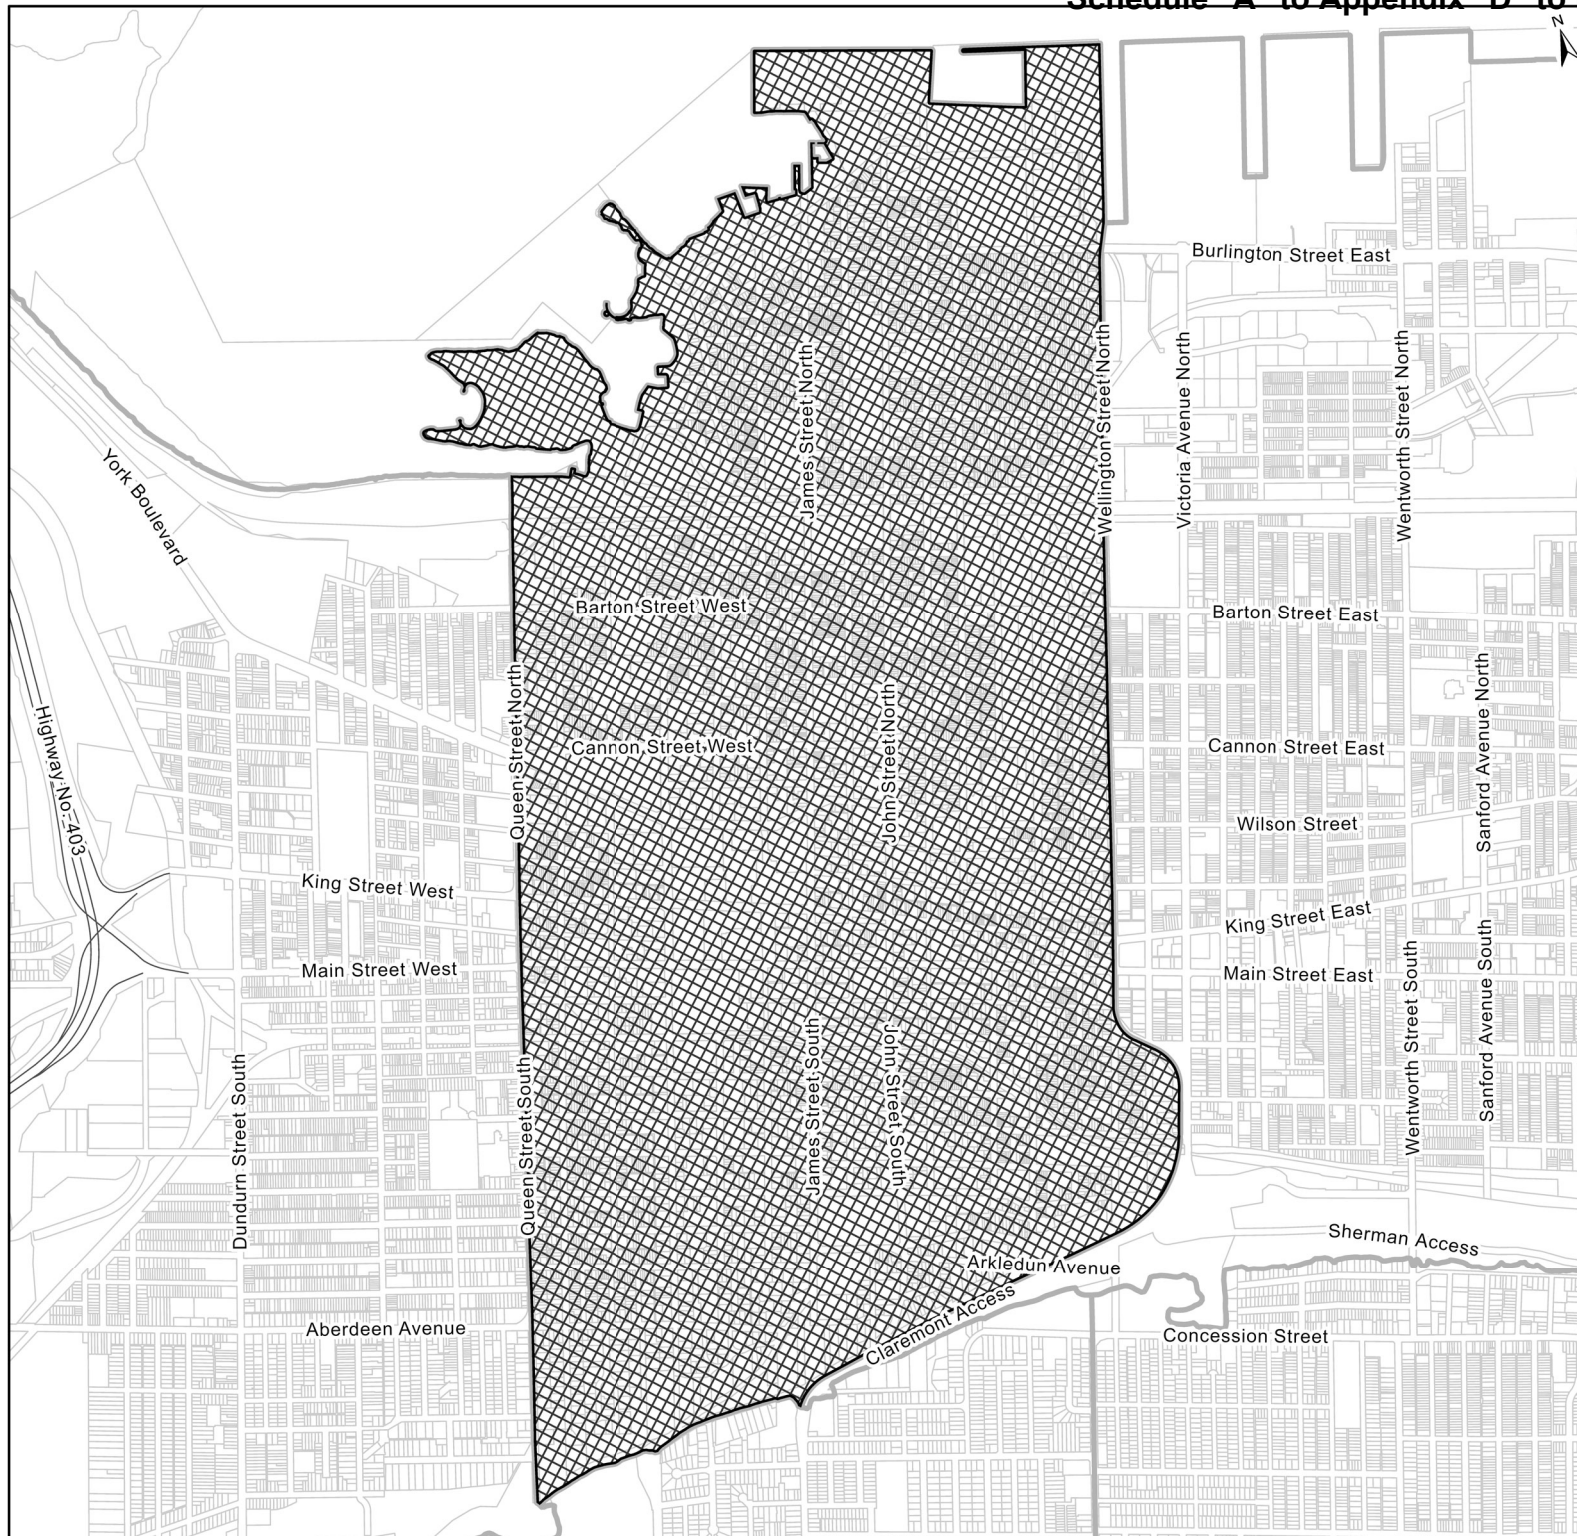 Schedule "A" to Appendix "D" to
N
Burlington Street East
James Street North
Wellington Street North
Victoria Avenue North
Wentworth Street North
York Boulevard
Barton Street West
Barton Street East
Queen Street North
John Street North
Sanford Avenue North
Highway No. 403
Cannon Street West
Cannon Street East
Wilson Street
King Street West
King Street East
Main Street West
Main Street East
Dundurn Street South
Queen Street South
James Street South
John Street South
Wentworth Street South
Sanford Avenue South
Sherman Access
Arkledun Avenue
Claremont Access
Aberdeen Avenue
Concession Street